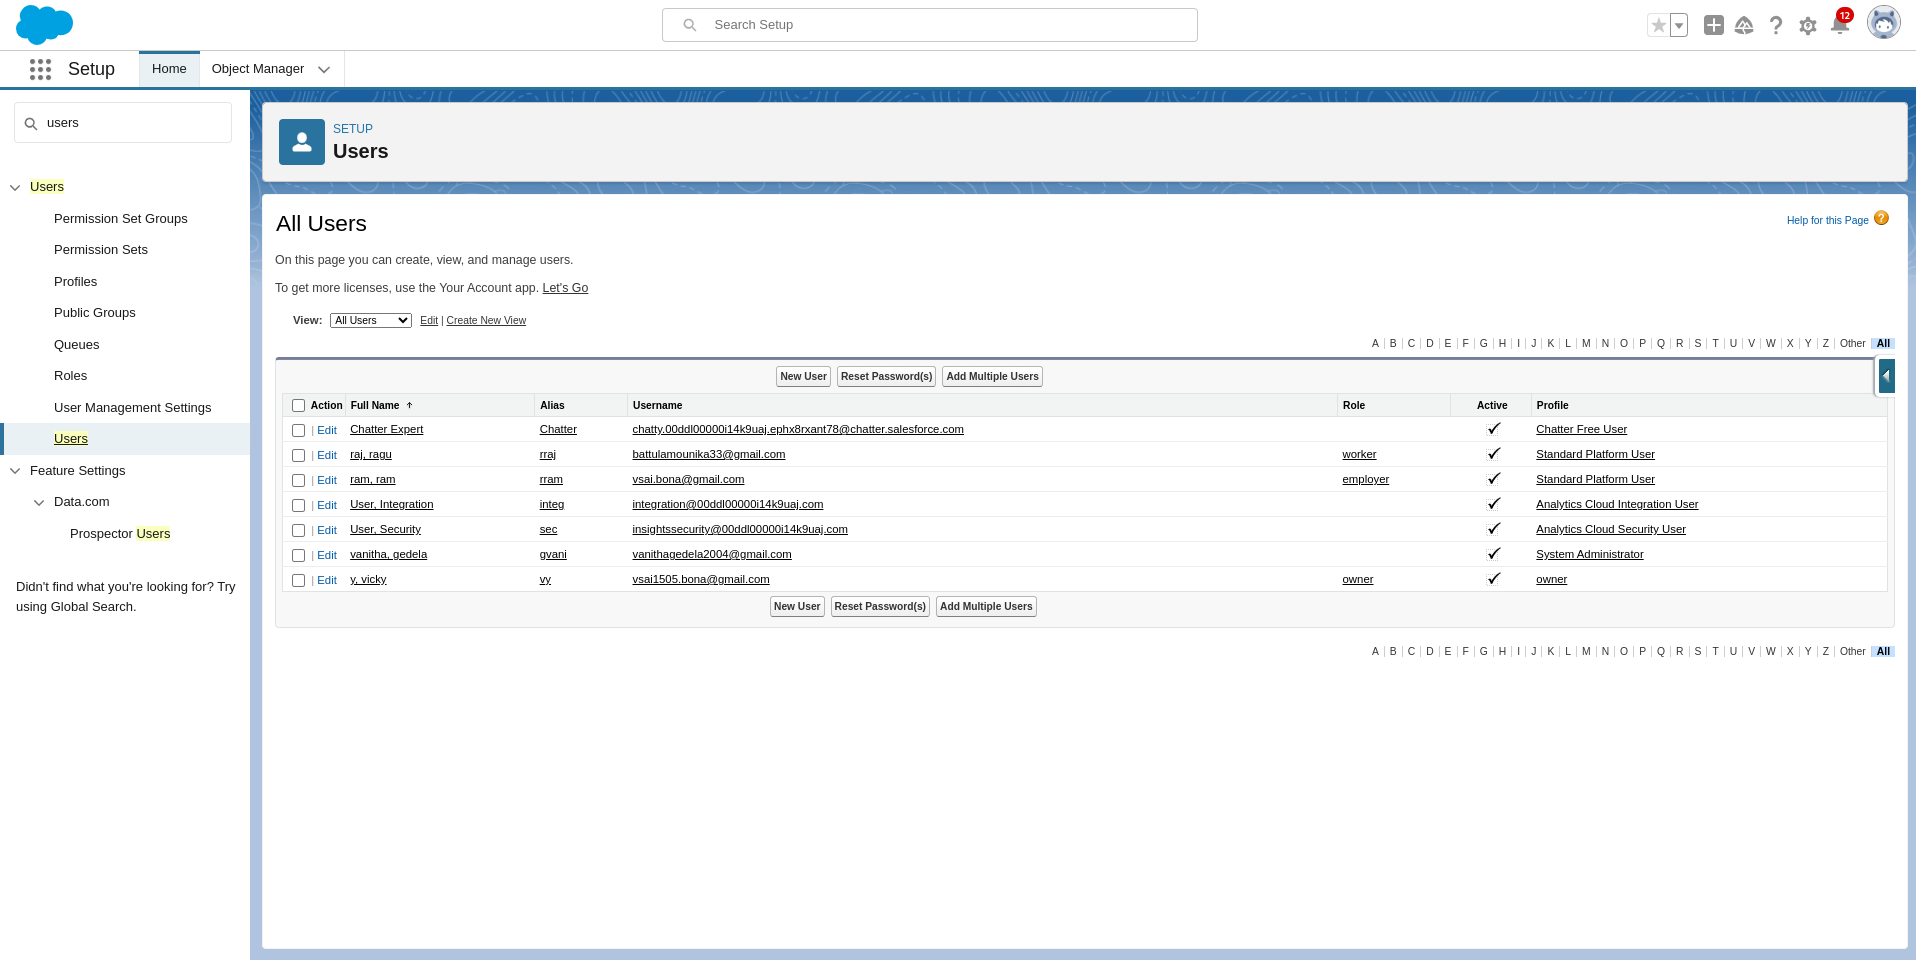 Search Setup
12
Setup
Home
Object Manager
users
Users
Permission Set Groups
Permission Sets
Profiles
Public Groups
Queues
Roles
User Management Settings
Users
Feature Settings
Data.com
Prospector Users
Didn't find what you're looking for? Try
using Global Search.
SETUP
Users
All Users
Help for this Page ?
On this page you can create, view, and manage users.
To get more licenses, use the Your Account app. Let's Go
View: All Users Edit | Create New View
A | B | C | D | E | F | G | H | I | J | K | L | M | N | O | P | Q | R | S | T | U | V | W | X | Y | Z | Other | All
New User Reset Password(s) Add Multiple Users
Action Full Name ↑ Alias Username Role Active Profile
| Edit Chatter Expert Chatter chatty.00ddl00000i14k9uaj.ephx8rxant78@chatter.salesforce.com Chatter Free User
| Edit raj, ragu rraj battulamounika33@gmail.com worker Standard Platform User
| Edit ram, ram rram vsai.bona@gmail.com employer Standard Platform User
| Edit User, Integration integ integration@00ddl00000i14k9uaj.com Analytics Cloud Integration User
| Edit User, Security sec insightssecurity@00ddl00000i14k9uaj.com Analytics Cloud Security User
| Edit vanitha, gedela gvani vanithagedela2004@gmail.com System Administrator
| Edit y, vicky vy vsai1505.bona@gmail.com owner owner
New User Reset Password(s) Add Multiple Users
A | B | C | D | E | F | G | H | I | J | K | L | M | N | O | P | Q | R | S | T | U | V | W | X | Y | Z | Other | All